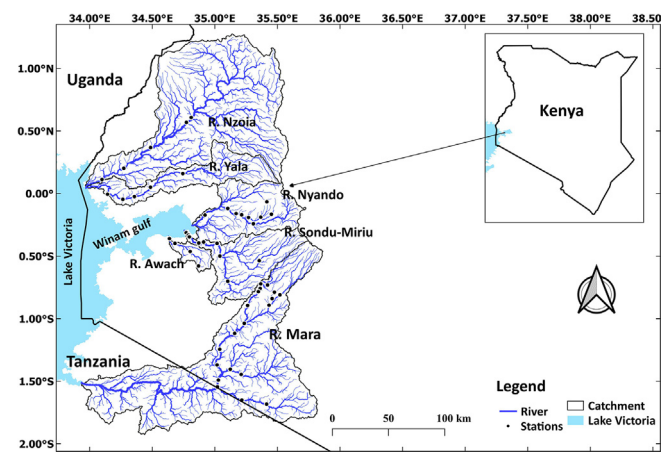 34.00°E 34.50°E 35.00°E 35.50°E 36.00°E 36.50°E 37.00°E 37.50°E 38.00°E 38.50°E
1.00°N
Uganda
Kenya
0.50°N
R. Nzoia
R. Yala
0.00°
R. Nyando
Winam gulf
R. Sondu-Miriu
0.50°S
Lake Victoria
R. Awach
1.00°S
R. Mara
Tanzania
1.50°S
2.00°S
0 50 100 km
Legend
River
Catchment
Stations
Lake Victoria